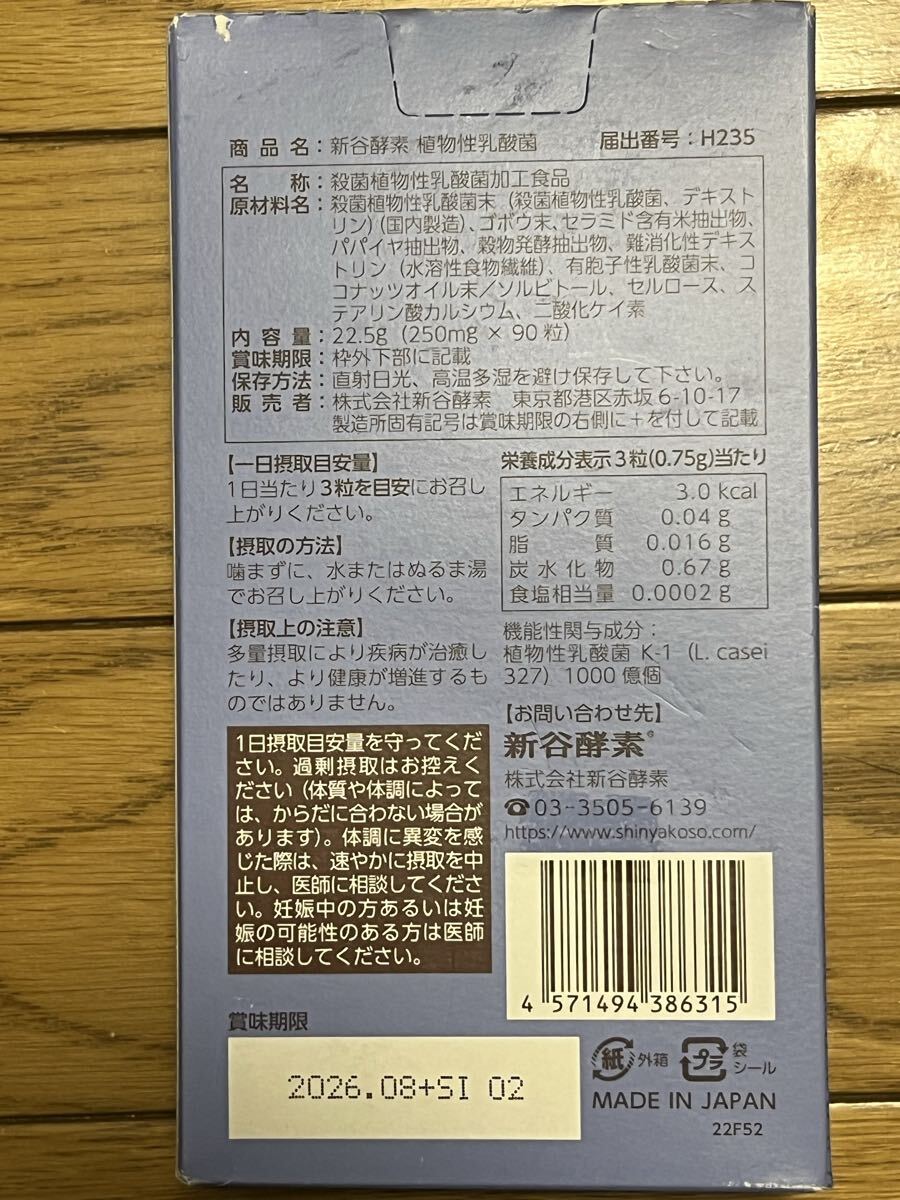 商品名：新谷酵素 植物性乳酸菌　届出番号：H235
名称：殺菌植物性乳酸菌加工食品
原材料名：殺菌植物性乳酸菌末（殺菌植物性乳酸菌、デキスト
リン）（国内製造）、ゴボウ末、セラミド含有米抽出物、
パパイヤ抽出物、穀物発酵抽出物、難消化性デキス
トリン（水溶性食物繊維）、有胞子性乳酸菌末、コ
コナッツオイル末／ソルビトール、セルロース、ス
テアリン酸カルシウム、二酸化ケイ素
内容量：22.5g（250mg × 90 粒）
賞味期限：枠外下部に記載
保存方法：直射日光、高温多湿を避け保存して下さい。
販売者：株式会社新谷酵素　東京都港区赤坂 6-10-17
製造所固有記号は賞味期限の右側に＋を付して記載
【一日摂取目安量】
1日当たり3粒を目安にお召し
上がりください。
【摂取の方法】
噛まずに、水またはぬるま湯
でお召し上がりください。
【摂取上の注意】
多量摂取により疾病が治癒し
たり、より健康が増進するも
のではありません。
1日摂取目安量を守ってくだ
さい。過剰摂取はお控えく
ださい（体質や体調によって
は、からだに合わない場合が
あります）。体調に異変を感
じた際は、速やかに摂取を中
止し、医師に相談してくださ
い。妊娠中の方あるいは妊
娠の可能性のある方は医師
に相談してください。
栄養成分表示 3 粒(0.75g)当たり
エネルギー 3.0 kcal
タンパク質 0.04 g
脂質 0.016 g
炭水化物 0.67 g
食塩相当量 0.0002 g
機能性関与成分：
植物性乳酸菌 K-1（L. casei
327）1000 億個
【お問い合わせ先】
新谷酵素®
株式会社新谷酵素
☎03-3505-6139
https://www.shinyakoso.com/
4 571494 386315
賞味期限
2026.08+SI 02
紙 外箱
プラ 袋
シール
MADE IN JAPAN
22F52